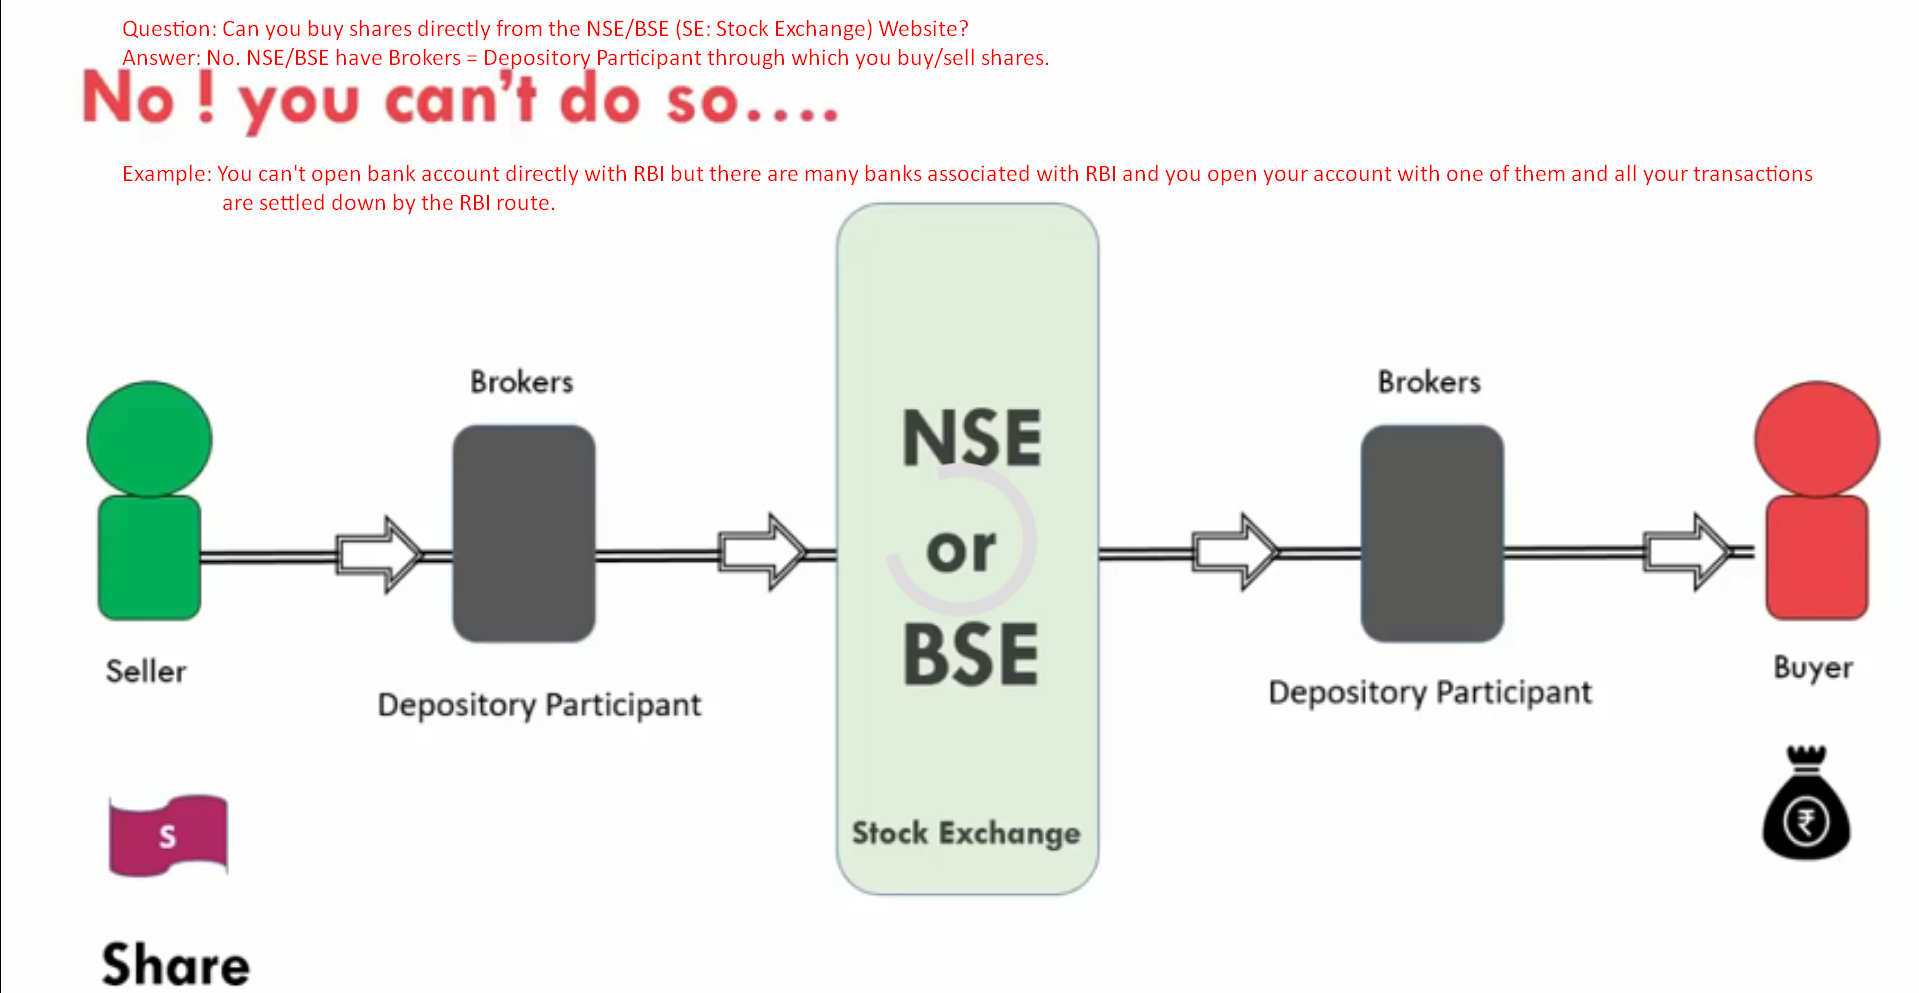 Question: Can you buy shares directly from the NSE/BSE (SE: Stock Exchange) Website?
Answer: No. NSE/BSE have Brokers = Depository Participant through which you buy/sell shares.
No ! you can't do so....
Example: You can't open bank account directly with RBI but there are many banks associated with RBI and you open your account with one of them and all your transactions
are settled down by the RBI route.
Brokers
Brokers
NSE
or
BSE
Seller
Buyer
Depository Participant
Depository Participant
S
₹
Stock Exchange
Share